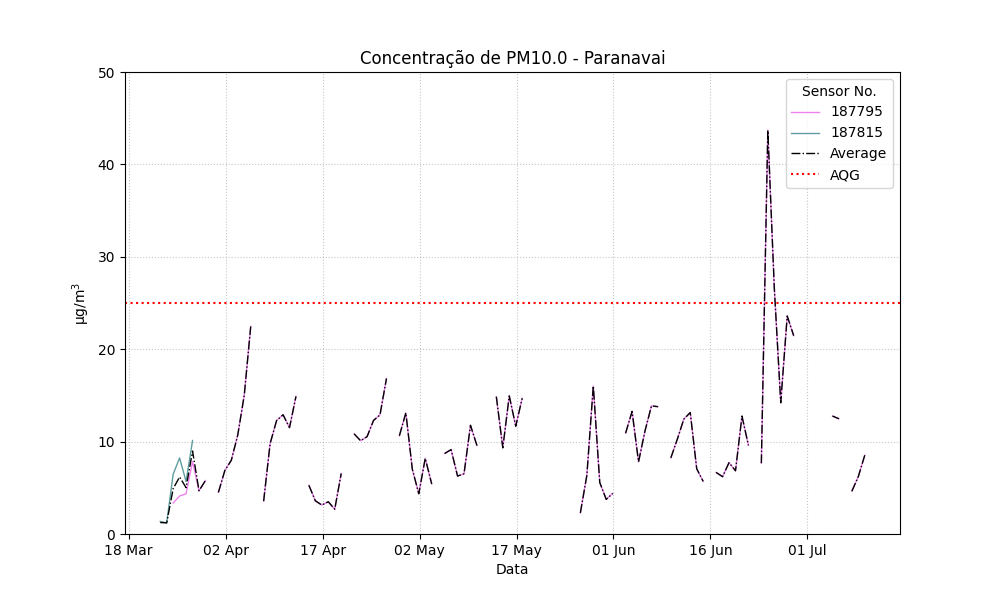 Concentração de PM10.0 - Paranavai
50
40
30
20
10
0
µg/m³
18 Mar
02 Apr
17 Apr
02 May
17 May
01 Jun
16 Jun
01 Jul
Data
Sensor No.
187795
187815
Average
AQG